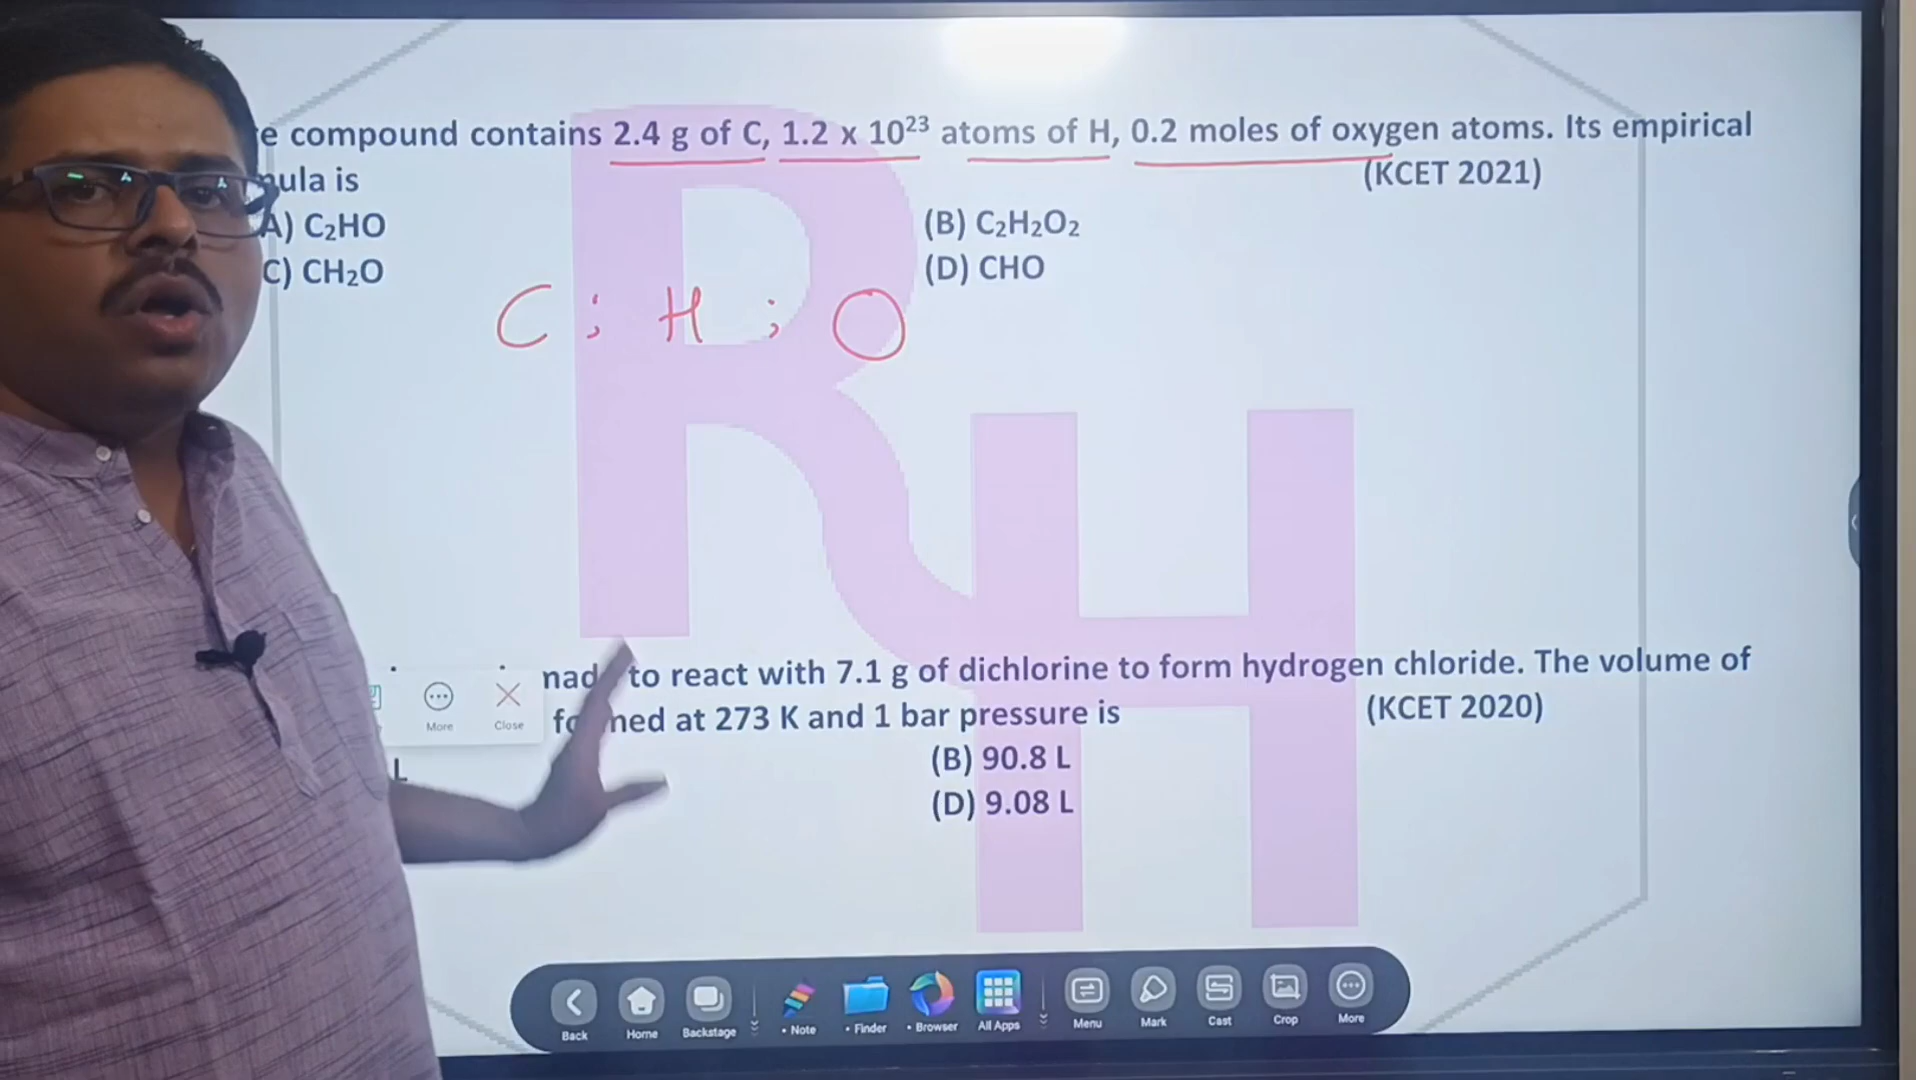 e compound contains 2.4 g of C, 1.2 x 10²³ atoms of H, 0.2 moles of oxygen atoms. Its empirical
ula is (KCET 2021)
A) C₂HO (B) C₂H₂O₂
C) CH₂O (D) CHO
C : H : O
to react with 7.1 g of dichlorine to form hydrogen chloride. The volume of
at 273 K and 1 bar pressure is (KCET 2020)
More Close
L (B) 90.8 L
(D) 9.08 L
RH
Back Home Backstage • Note • Finder • Browser All Apps Menu Mark Cast Crop More